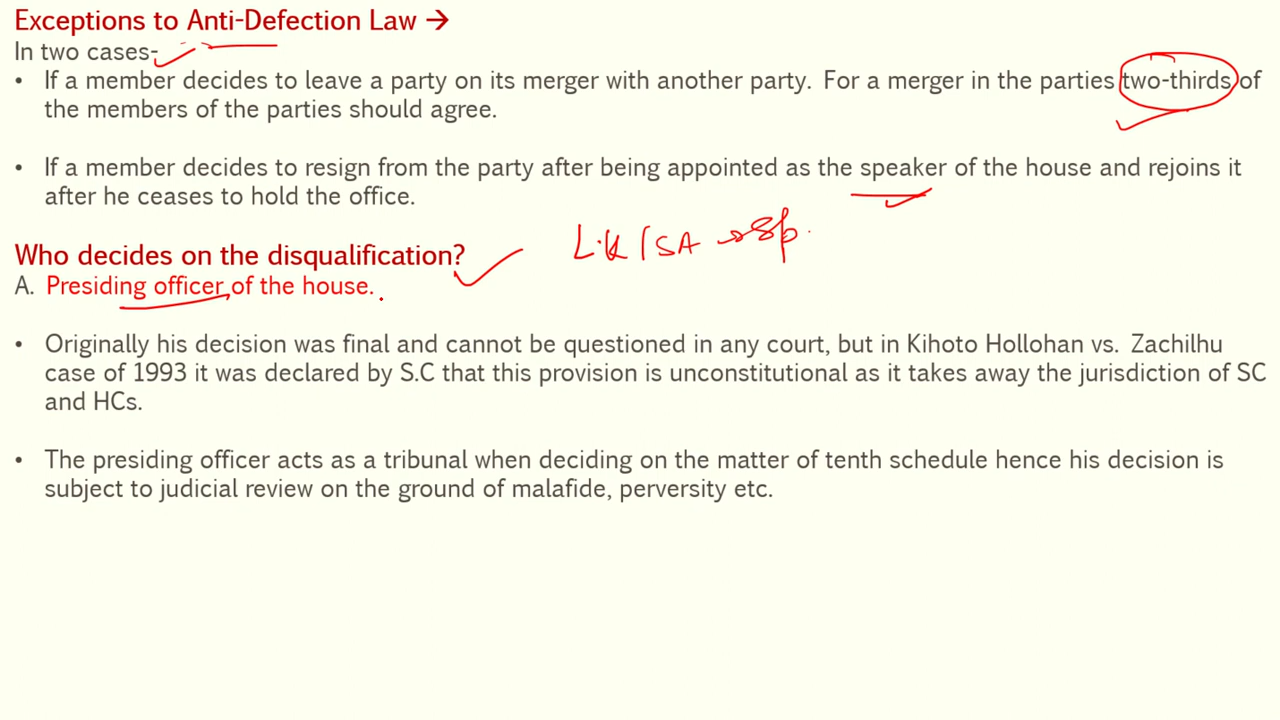 Exceptions to Anti-Defection Law →
In two cases-
• If a member decides to leave a party on its merger with another party. For a merger in the parties two-thirds of
the members of the parties should agree.
• If a member decides to resign from the party after being appointed as the speaker of the house and rejoins it
after he ceases to hold the office.
L.K / SA → Sp.
Who decides on the disqualification?
A. Presiding officer of the house.
• Originally his decision was final and cannot be questioned in any court, but in Kihoto Hollohan vs. Zachilhu
case of 1993 it was declared by S.C that this provision is unconstitutional as it takes away the jurisdiction of SC
and HCs.
• The presiding officer acts as a tribunal when deciding on the matter of tenth schedule hence his decision is
subject to judicial review on the ground of malafide, perversity etc.